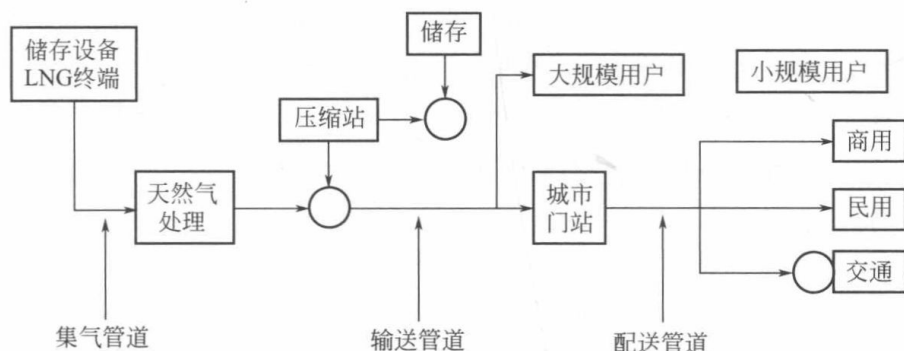 储存
储存设备
LNG终端
大规模用户
小规模用户
压缩站
商用
天然气
处理
城市
门站
民用
交通
集气管道
输送管道
配送管道